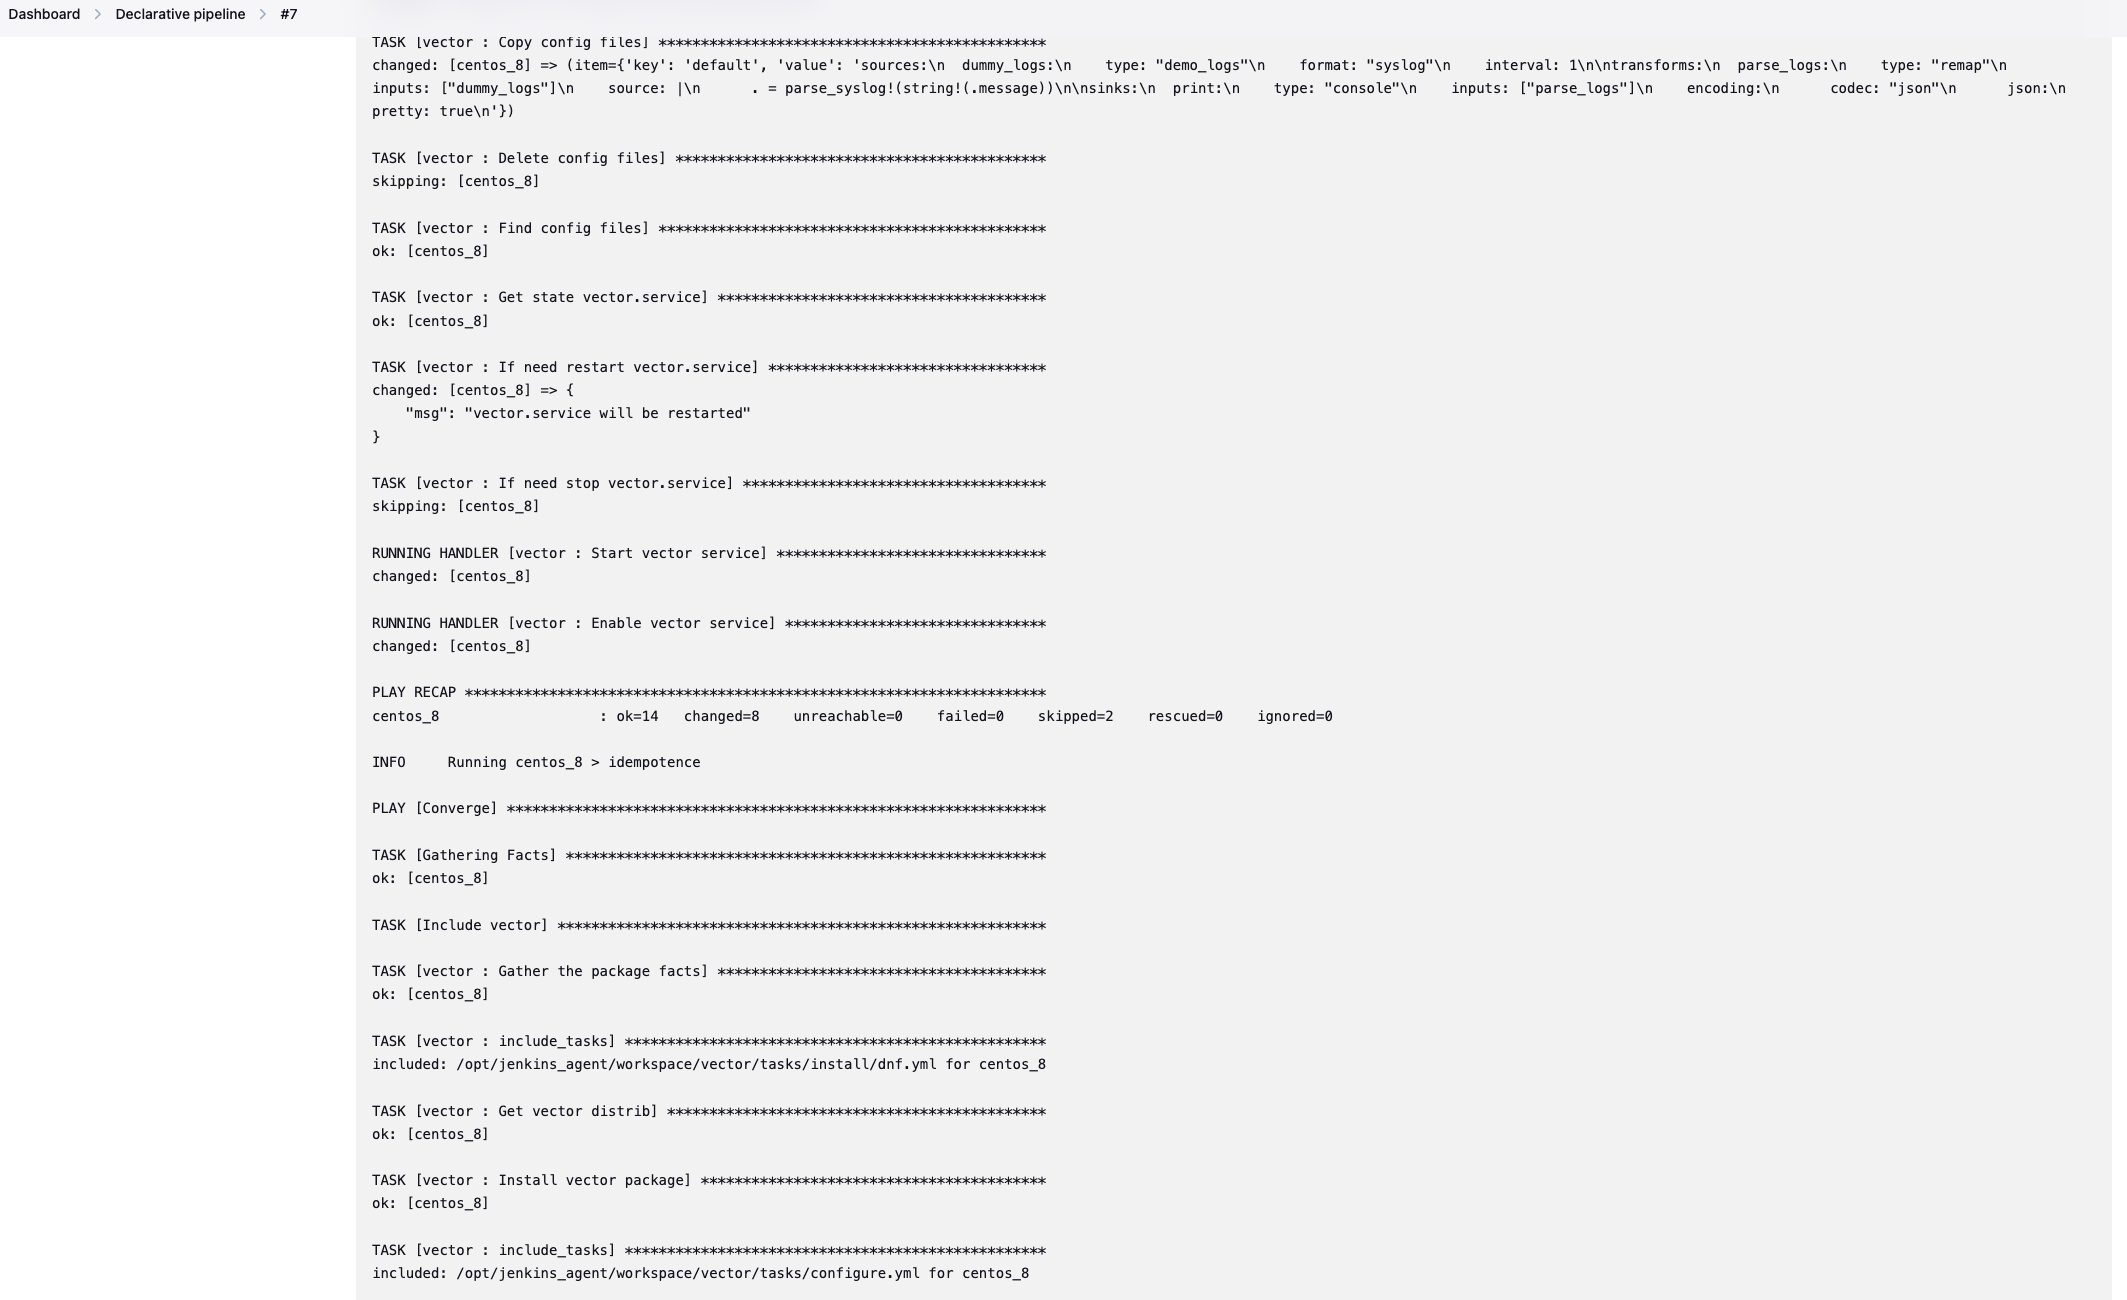 Dashboard > Declarative pipeline > #7
TASK [vector : Copy config files] **********************************************
changed: [centos_8] => (item={'key': 'default', 'value': 'sources:\n  dummy_logs:\n    type: "demo_logs"\n    format: "syslog"\n    interval: 1\n\ntransforms:\n  parse_logs:\n    type: "remap"\n
inputs: ["dummy_logs"]\n    source: |\n      . = parse_syslog!(string!(.message))\n\nsinks:\n  print:\n    type: "console"\n    inputs: ["parse_logs"]\n    encoding:\n      codec: "json"\n      json:\n
pretty: true\n'})
TASK [vector : Delete config files] ********************************************
skipping: [centos_8]
TASK [vector : Find config files] **********************************************
ok: [centos_8]
TASK [vector : Get state vector.service] ***************************************
ok: [centos_8]
TASK [vector : If need restart vector.service] *********************************
changed: [centos_8] => {
    "msg": "vector.service will be restarted"
}
TASK [vector : If need stop vector.service] ************************************
skipping: [centos_8]
RUNNING HANDLER [vector : Start vector service] ********************************
changed: [centos_8]
RUNNING HANDLER [vector : Enable vector service] *******************************
changed: [centos_8]
PLAY RECAP *********************************************************************
centos_8                   : ok=14   changed=8    unreachable=0    failed=0    skipped=2    rescued=0    ignored=0
INFO     Running centos_8 > idempotence
PLAY [Converge] ****************************************************************
TASK [Gathering Facts] *********************************************************
ok: [centos_8]
TASK [Include vector] **********************************************************
TASK [vector : Gather the package facts] ***************************************
ok: [centos_8]
TASK [vector : include_tasks] **************************************************
included: /opt/jenkins_agent/workspace/vector/tasks/install/dnf.yml for centos_8
TASK [vector : Get vector distrib] *********************************************
ok: [centos_8]
TASK [vector : Install vector package] *****************************************
ok: [centos_8]
TASK [vector : include_tasks] **************************************************
included: /opt/jenkins_agent/workspace/vector/tasks/configure.yml for centos_8